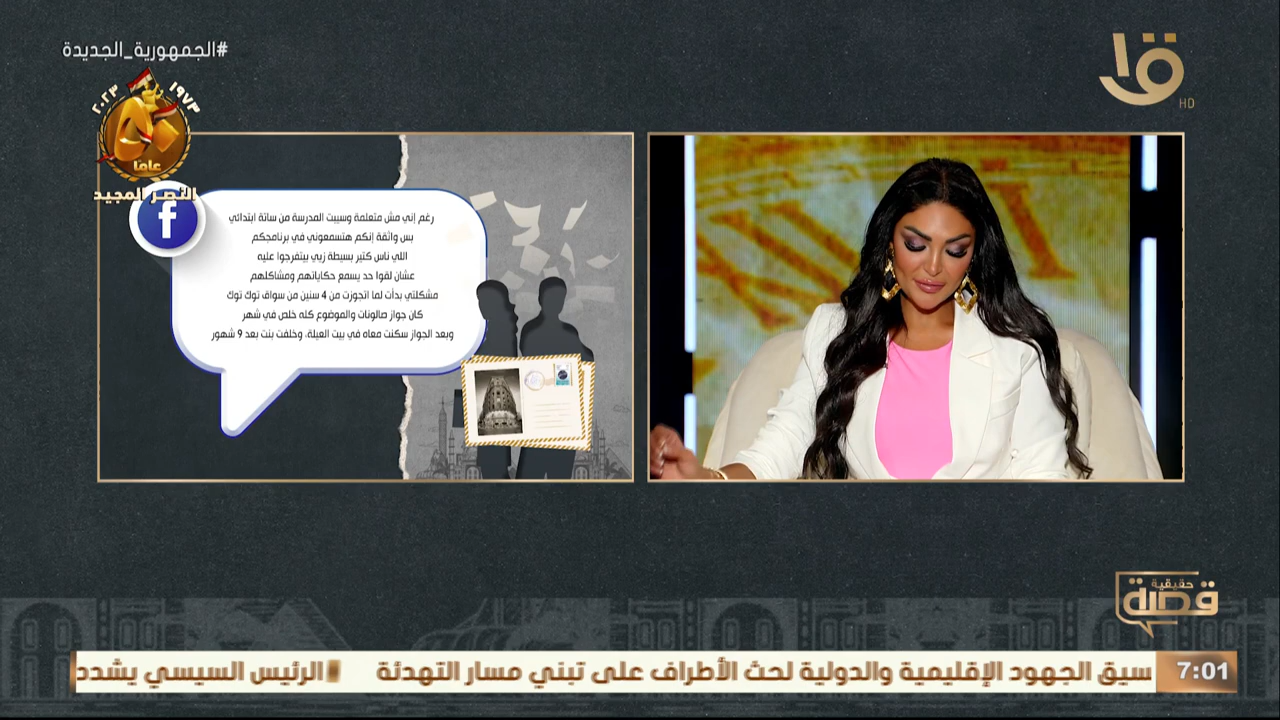 #الجمهورية_الجديدة
١٩٧٣
٢٠٢٣
٥٠
عامًا
النصر المجيد
HD
f
رغم إني مش متعلمة وسيبت المدرسة من ساتة ابتدائي
بس واثقة إنكم هتسمعوني في برنامجكم
اللي ناس كتير بسيطة زيي بيتفرجوا عليه
عشان لقوا حد يسمع حكاياتهم ومشاكلهم
مشكلتي بدأت لما اتجوزت من 4 سنين من سواق توك توك
كان جواز صالونات والموضوع كله خلص في شهر
وبعد الجواز سكنت معاه في بيت العيلة، وخلفت بنت بعد 9 شهور
قصة
حقيقية
سيق الجهود الإقليمية والدولية لحث الأطراف على تبني مسار التهدئة
الرئيس السيسي يشدد
7:01